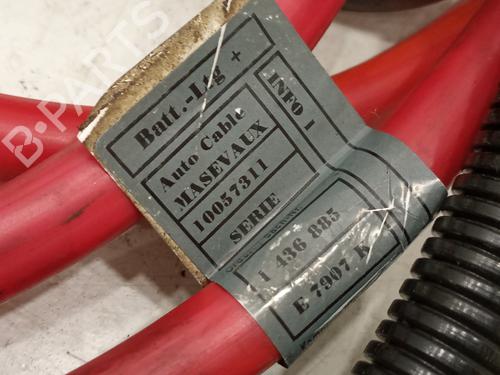 Batt.-Ltg +
Auto Cable
MASEVAUX
10057311
SERIE
INFO 1
1 436 885
E 7907 K
B-PARTS